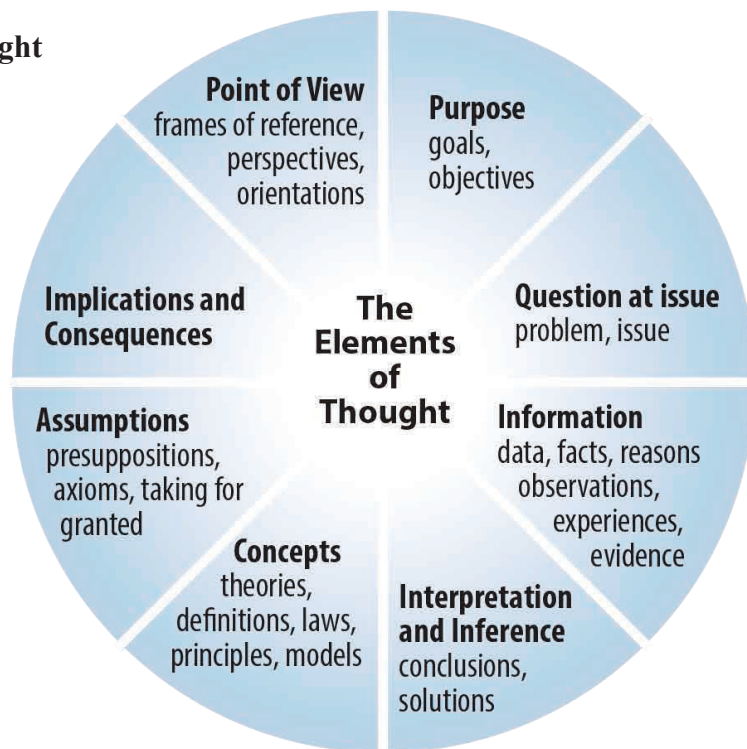 ght
Point of View
frames of reference,
perspectives,
orientations
Purpose
goals,
objectives
Question at issue
problem, issue
Information
data, facts, reasons
observations,
experiences,
evidence
Interpretation
and Inference
conclusions,
solutions
Concepts
theories,
definitions, laws,
principles, models
Assumptions
presuppositions,
axioms, taking for
granted
Implications and
Consequences
The
Elements
of
Thought